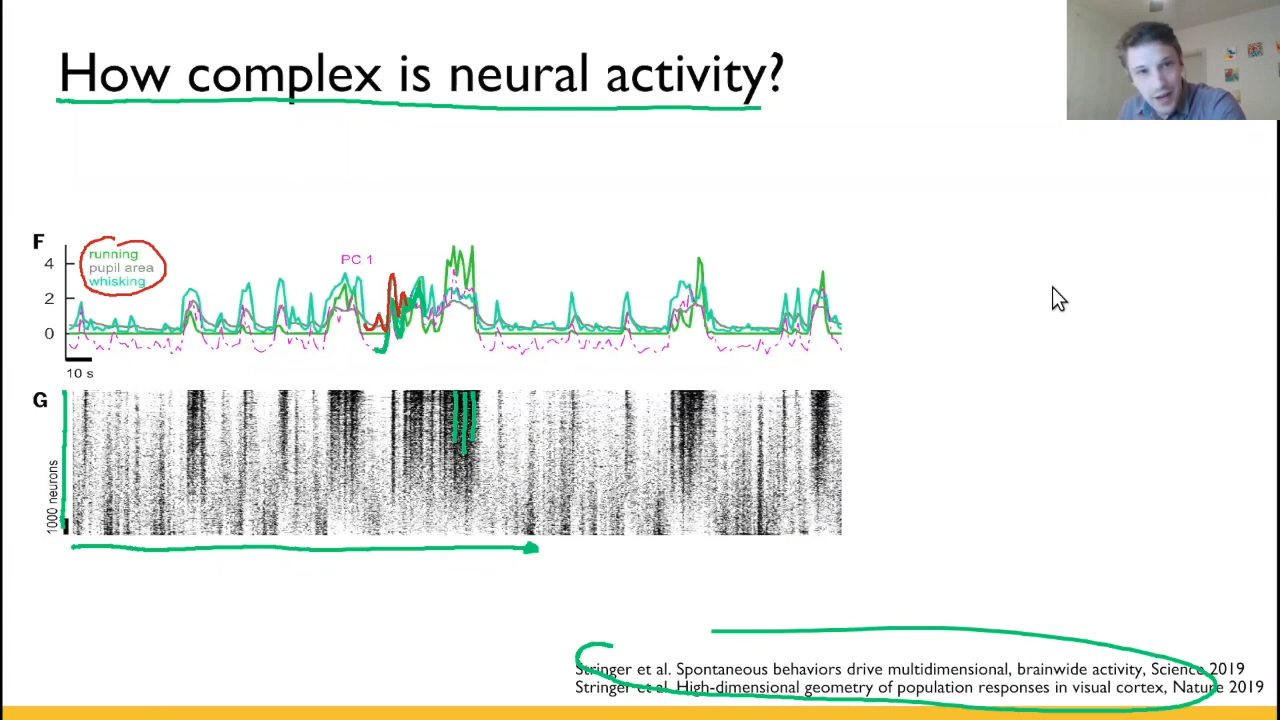 How complex is neural activity?
F
running
pupil area
whisking
PC 1
4
2
0
10 s
G
1000 neurons
Stringer et al. Spontaneous behaviors drive multidimensional, brainwide activity, Science 2019
Stringer et al. High-dimensional geometry of population responses in visual cortex, Nature 2019